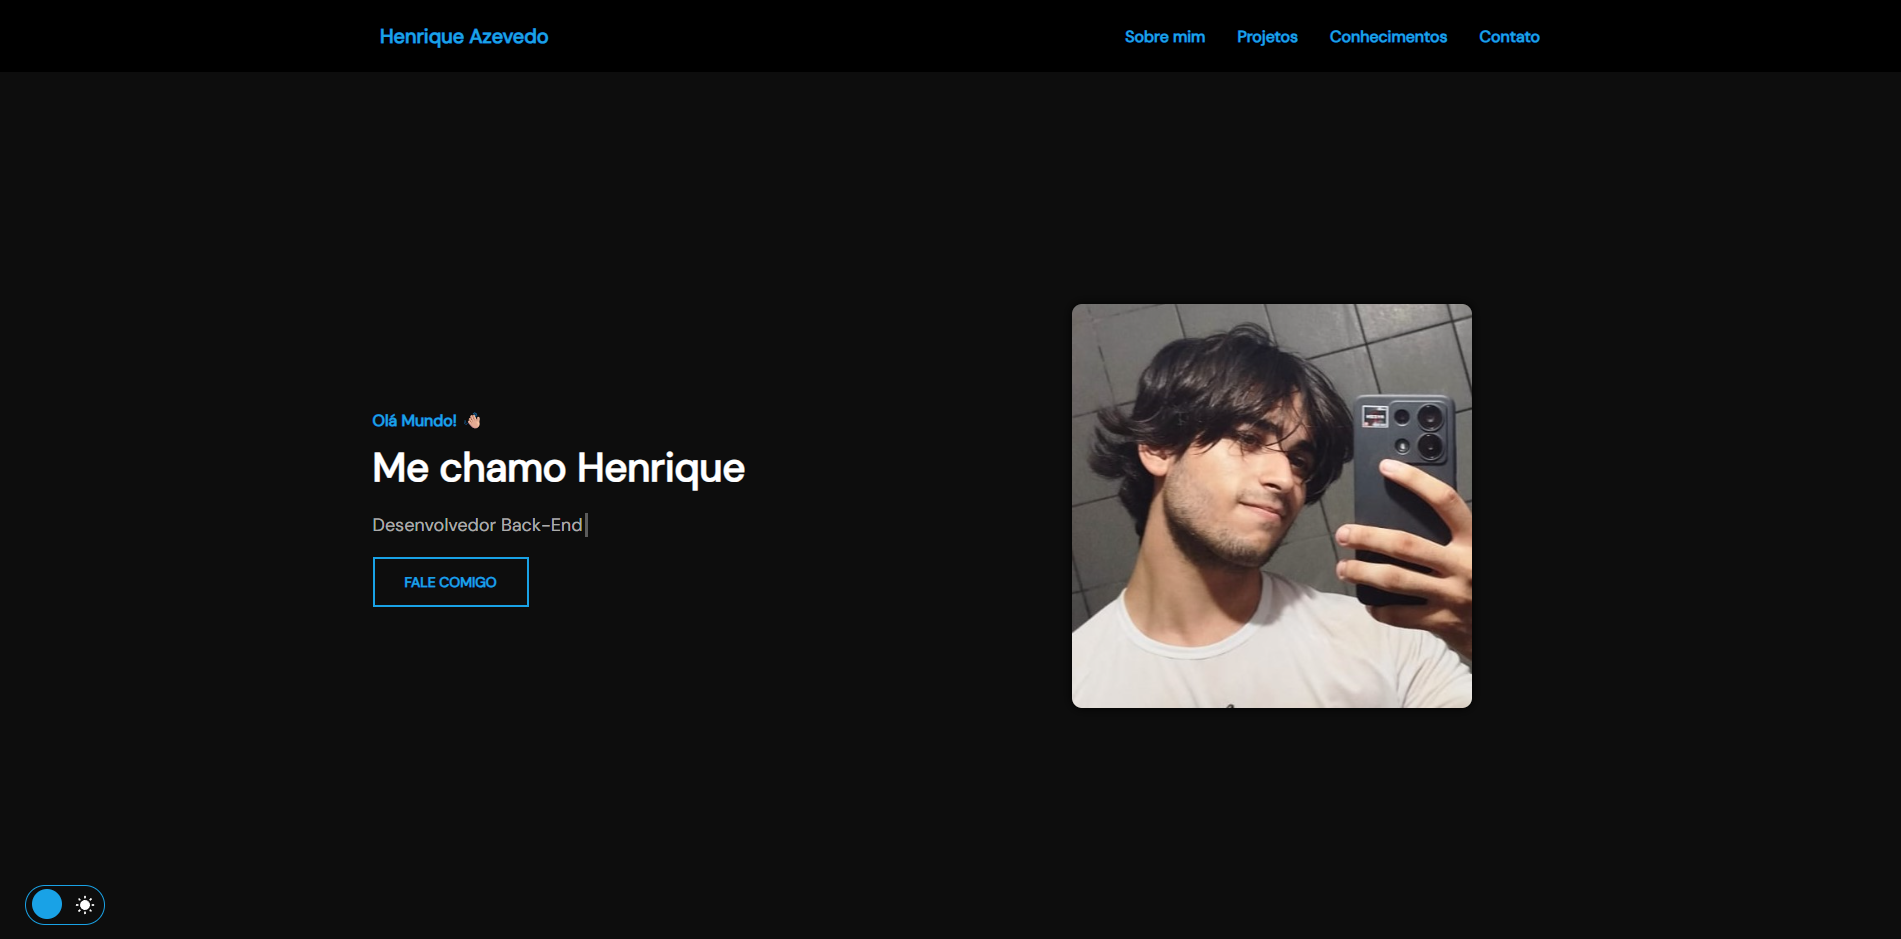 Henrique Azevedo
Sobre mim Projetos Conhecimentos Contato
Olá Mundo! 👋🏼
Me chamo Henrique
Desenvolvedor Back-End
FALE COMIGO